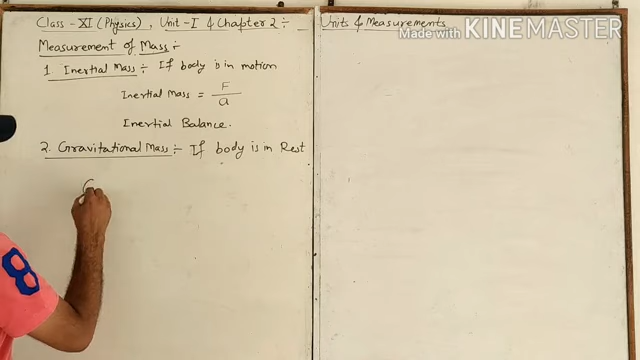 Class - XI (Physics), Unit - I & Chapter 2 :- Units & Measurements
Made with KINEMASTER
Measurement of Mass :-
1. Inertial Mass :- If body is in motion
Inertial Mass = F/a
Inertial Balance.
2. Gravitational Mass :- If body is in Rest
G
8